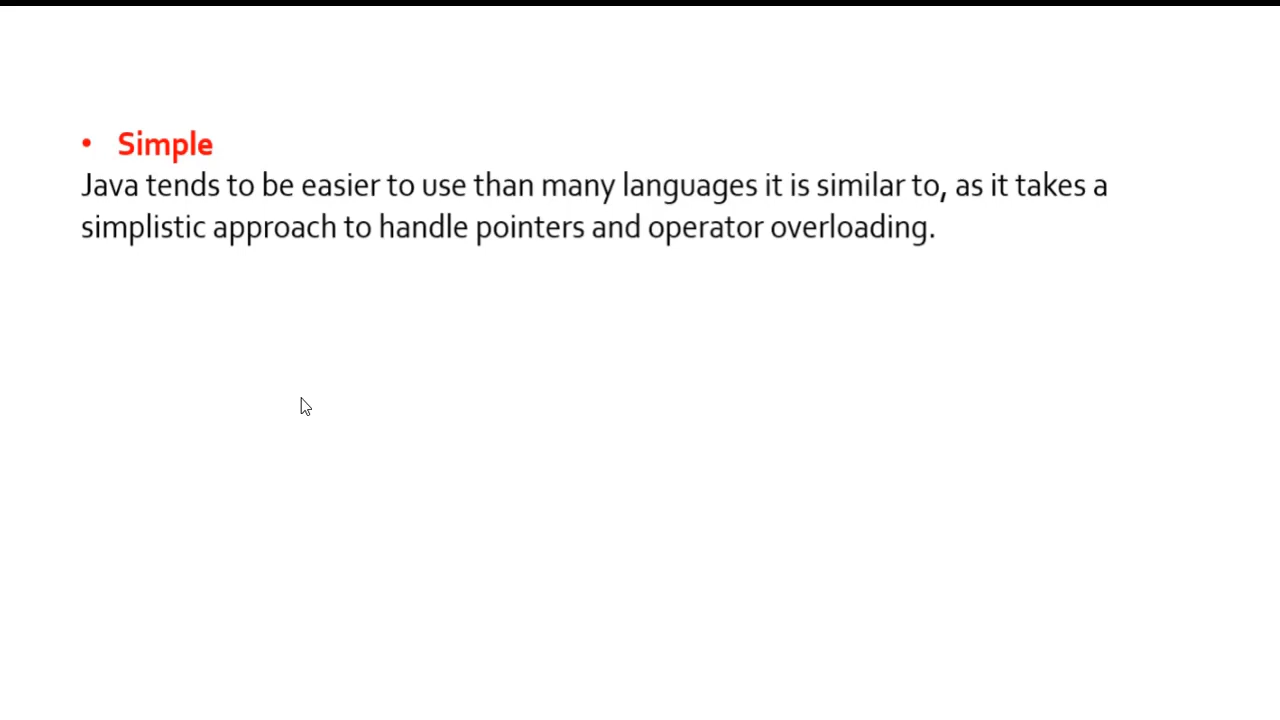 • Simple
Java tends to be easier to use than many languages it is similar to, as it takes a
simplistic approach to handle pointers and operator overloading.